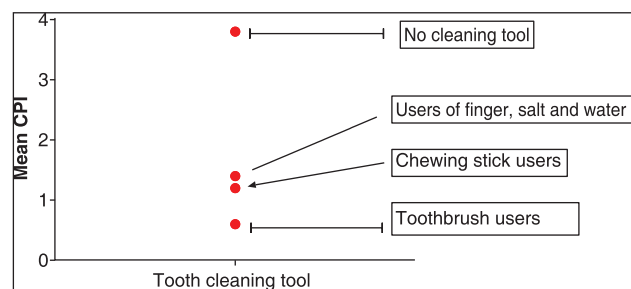 4
No cleaning tool
3
Users of finger, salt and water
2
Mean CPI
Chewing stick users
1
Toothbrush users
0
Tooth cleaning tool